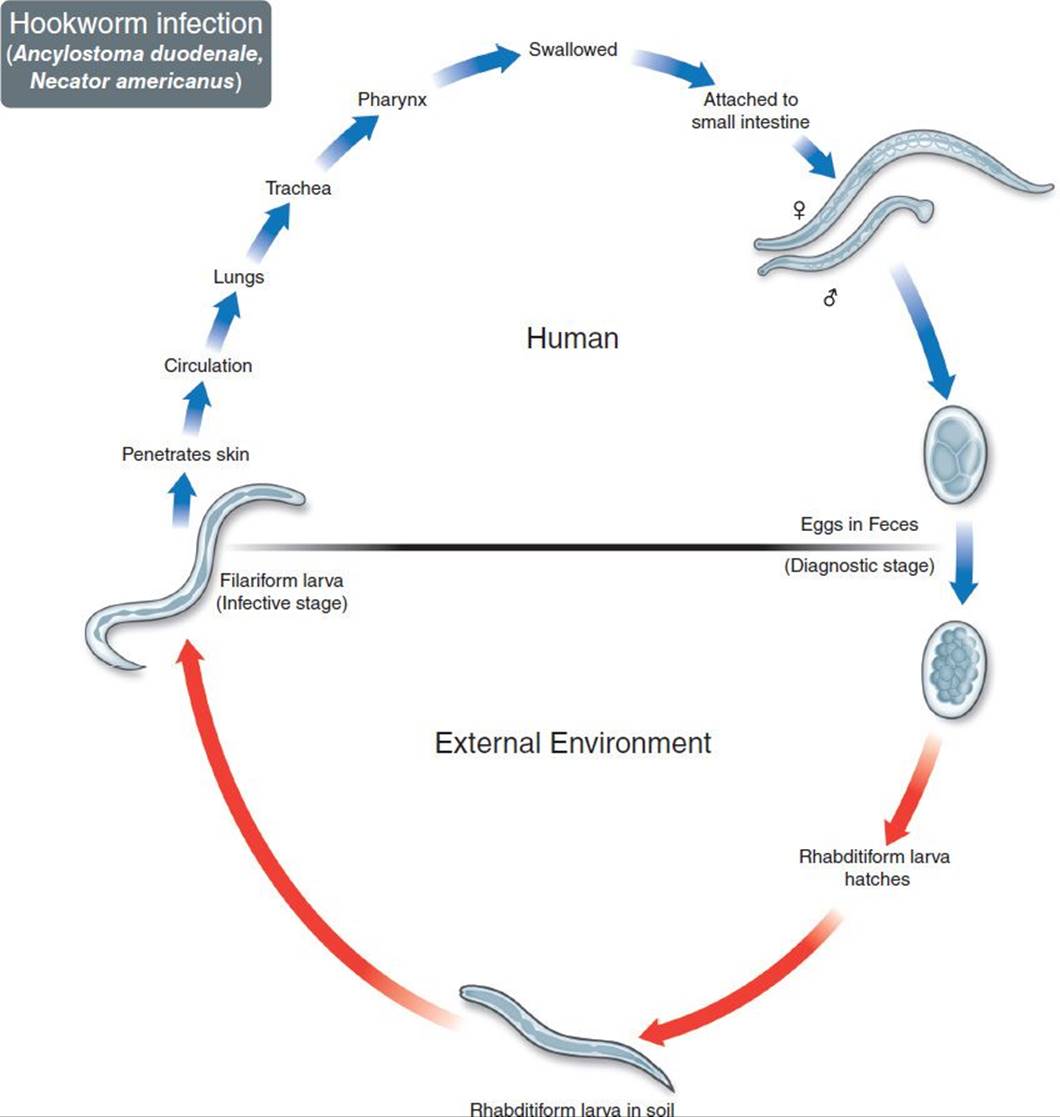 Hookworm infection
(Ancylostoma duodenale,
Necator americanus)
Swallowed
Pharynx
Attached to
small intestine
Trachea
♀
Lungs
♂
Human
Circulation
Penetrates skin
Eggs in Feces
(Diagnostic stage)
Filariform larva
(Infective stage)
External Environment
Rhabditiform larva
hatches
Rhabditiform larva in soil